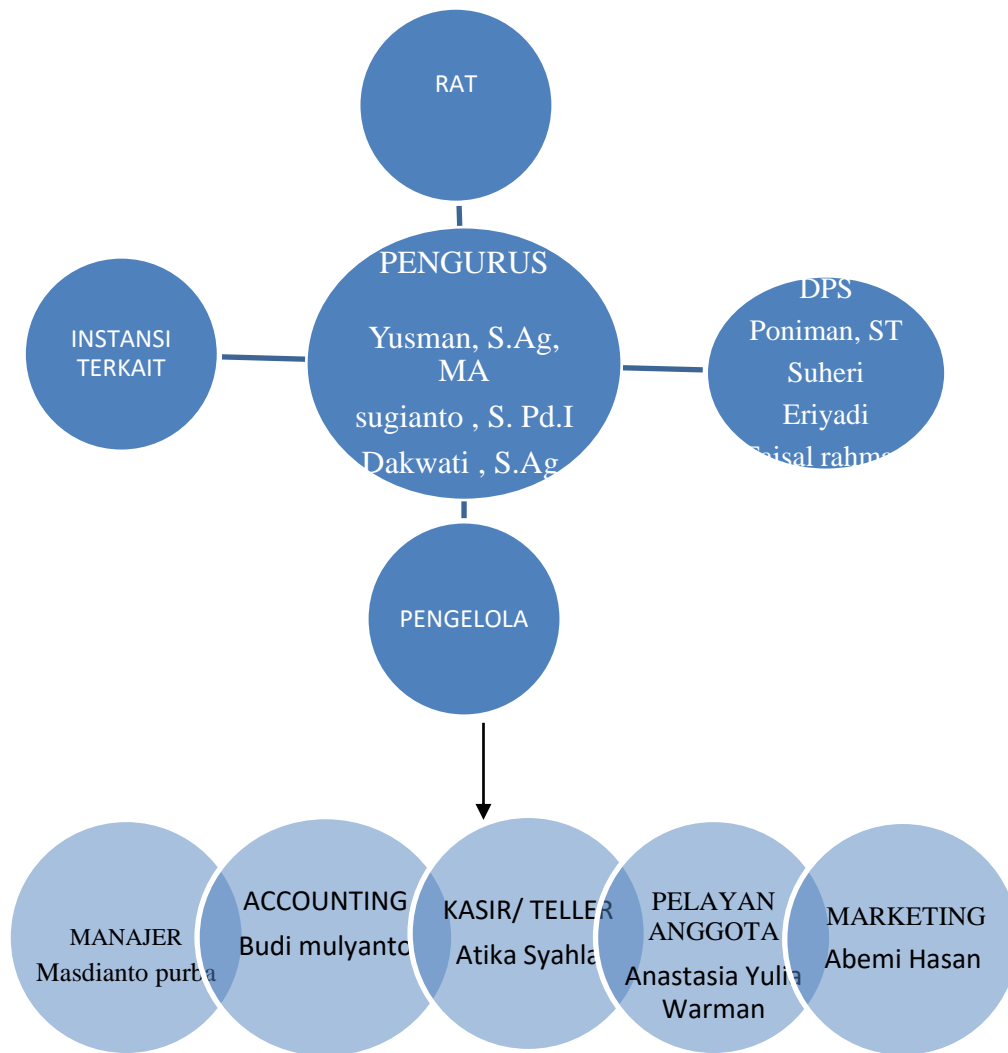 RAT
PENGURUS
Yusman, S.Ag,
MA
sugianto , S. Pd.I
Dakwati , S.Ag
INSTANSI
TERKAIT
DPS
Poniman, ST
Suheri
Eriyadi
PENGELOLA
MANAJER
Masdianto purba
ACCOUNTING
Budi mulyanto
KASIR/ TELLER
Atika Syahla
PELAYAN
ANGGOTA
Anastasia Yulia
Warman
MARKETING
Abemi Hasan